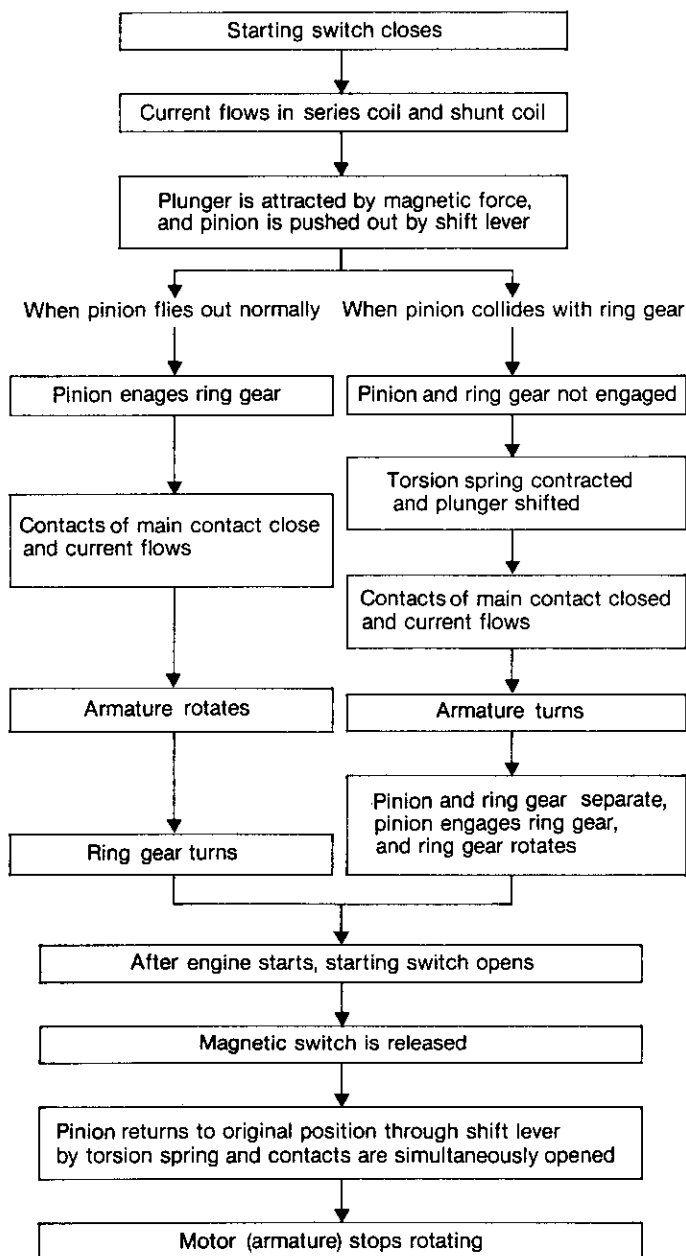 Starting switch closes
Current flows in series coil and shunt coil
Plunger is attracted by magnetic force,
and pinion is pushed out by shift lever
When pinion flies out normally
When pinion collides with ring gear
Pinion enages ring gear
Pinion and ring gear not engaged
Torsion spring contracted
and plunger shifted
Contacts of main contact close
and current flows
Contacts of main contact closed
and current flows
Armature rotates
Armature turns
Pinion and ring gear separate,
pinion engages ring gear,
and ring gear rotates
Ring gear turns
After engine starts, starting switch opens
Magnetic switch is released
Pinion returns to original position through shift lever
by torsion spring and contacts are simultaneously opened
Motor (armature) stops rotating